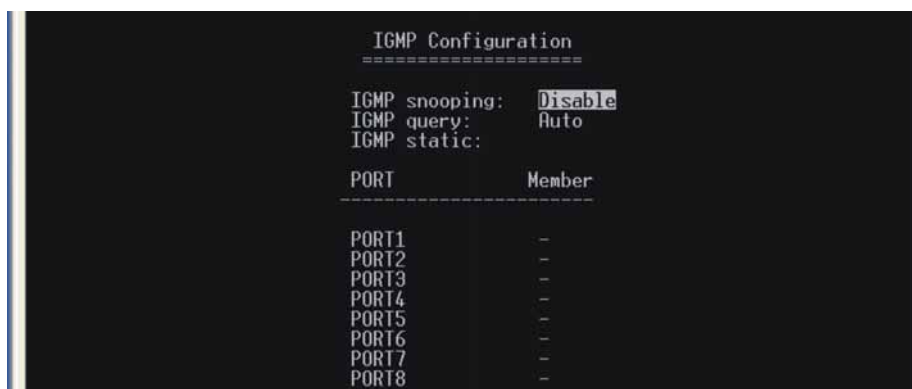 IGMP Configuration
=====================
IGMP snooping: Disable
IGMP query: Auto
IGMP static:
PORT Member
------------------------
PORT1 -
PORT2 -
PORT3 -
PORT4 -
PORT5 -
PORT6 -
PORT7 -
PORT8 -